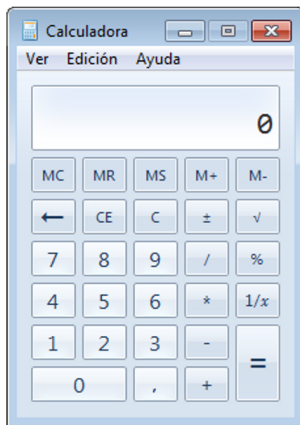 Calculadora
Ver Edición Ayuda
0
MC MR MS M+ M-
← CE C ± √
7 8 9 / %
4 5 6 * 1/x
1 2 3 - =
0 , +